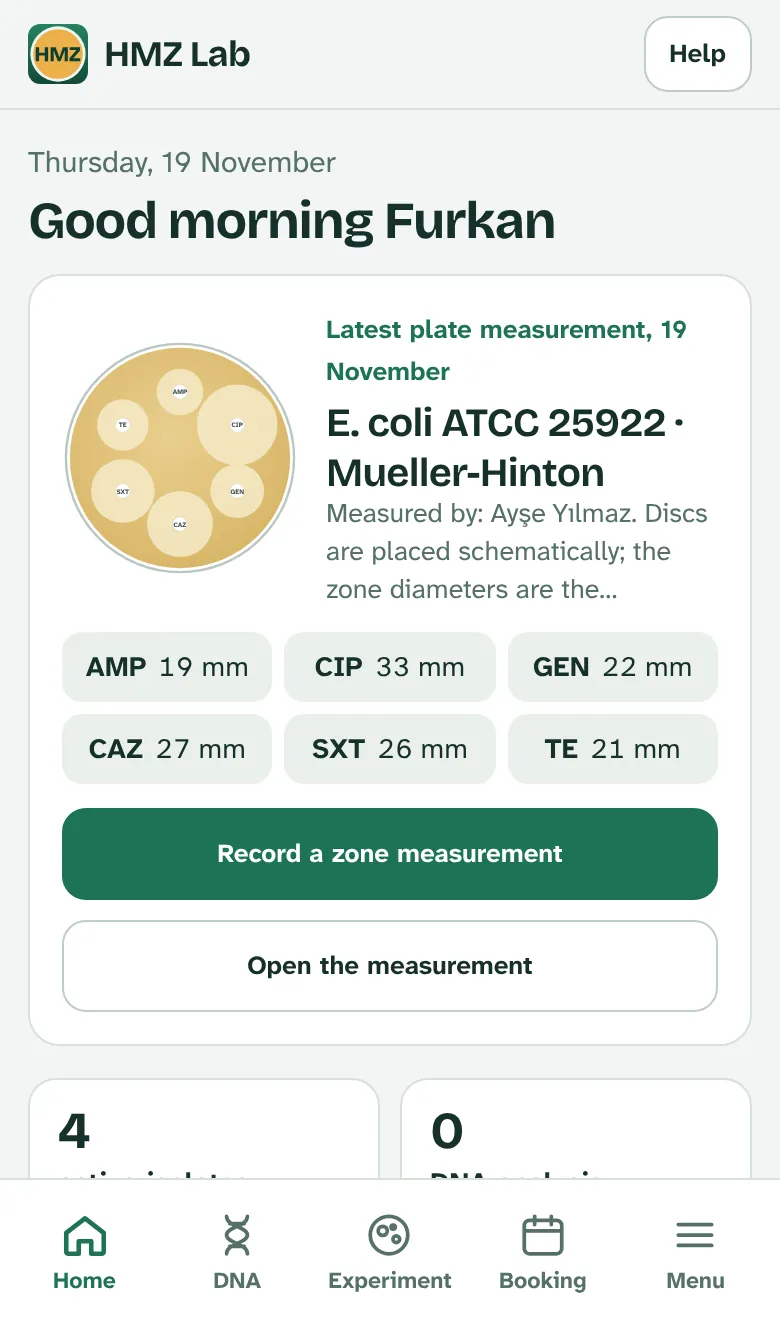 HMZ
HMZ Lab
Help
Thursday, 19 November
Good morning Furkan
AMP
TE
CIP
SXT
GEN
CAZ
Latest plate measurement, 19
November
E. coli ATCC 25922 ·
Mueller-Hinton
Measured by: Ayşe Yılmaz. Discs
are placed schematically; the
zone diameters are the...
AMP 19 mm
CIP 33 mm
GEN 22 mm
CAZ 27 mm
SXT 26 mm
TE 21 mm
Record a zone measurement
Open the measurement
4
0
Home
DNA
Experiment
Booking
Menu